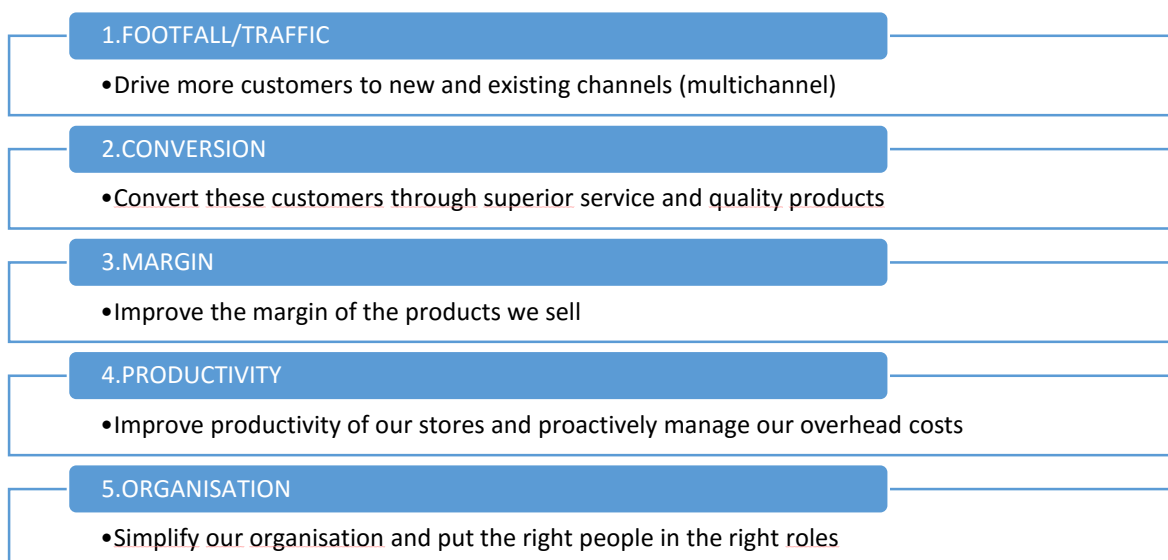 1.FOOTFALL/TRAFFIC
•Drive more customers to new and existing channels (multichannel)
2.CONVERSION
•Convert these customers through superior service and quality products
3.MARGIN
•Improve the margin of the products we sell
4.PRODUCTIVITY
•Improve productivity of our stores and proactively manage our overhead costs
5.ORGANISATION
•Simplify our organisation and put the right people in the right roles